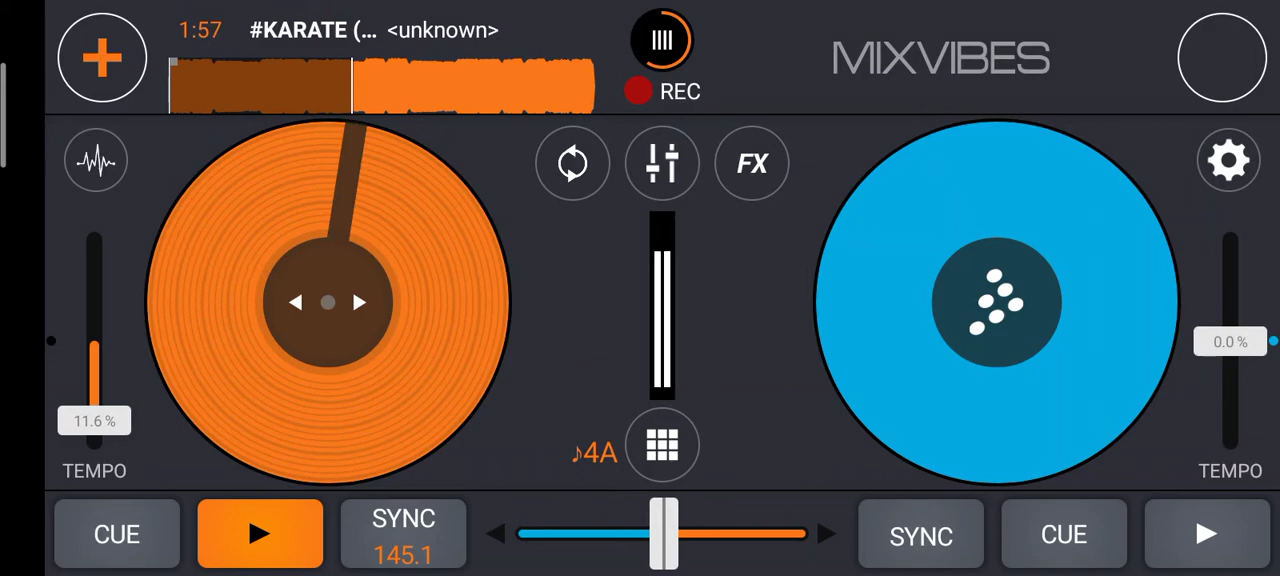 1:57 #KARATE (... <unknown>
REC
MIXVIBES
FX
11.6 %
0.0 %
TEMPO
TEMPO
♪4A
CUE
SYNC
145.1
SYNC
CUE